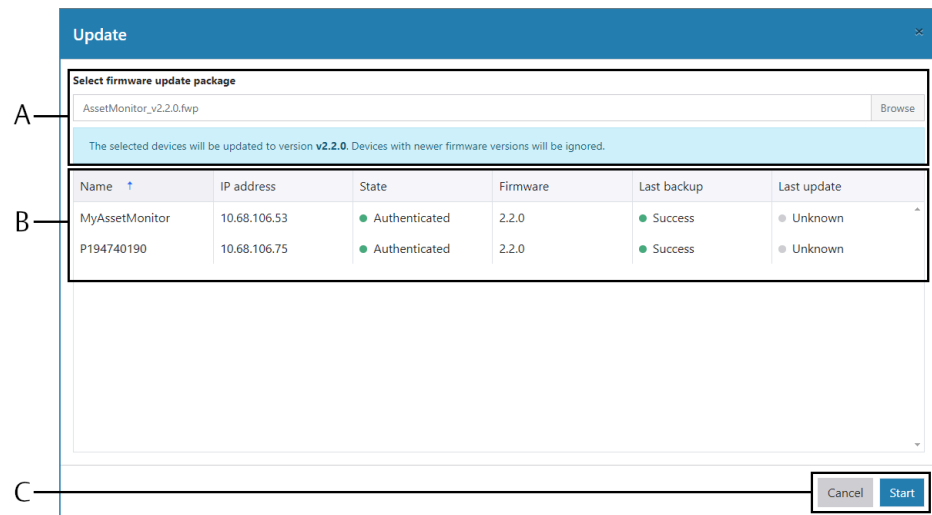 Update ×
Select firmware update package
A
AssetMonitor_v2.2.0.fwp Browse
The selected devices will be updated to version v2.2.0. Devices with newer firmware versions will be ignored.
Name ↑ IP address State Firmware Last backup Last update
B
MyAssetMonitor 10.68.106.53 Authenticated 2.2.0 Success Unknown
P194740190 10.68.106.75 Authenticated 2.2.0 Success Unknown
C
Cancel Start